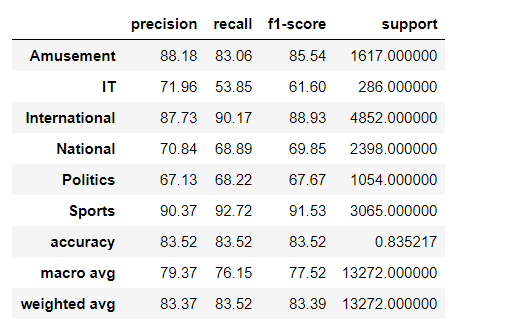 precision recall f1-score support
Amusement 88.18 83.06 85.54 1617.000000
IT 71.96 53.85 61.60 286.000000
International 87.73 90.17 88.93 4852.000000
National 70.84 68.89 69.85 2398.000000
Politics 67.13 68.22 67.67 1054.000000
Sports 90.37 92.72 91.53 3065.000000
accuracy 83.52 83.52 83.52 0.835217
macro avg 79.37 76.15 77.52 13272.000000
weighted avg 83.37 83.52 83.39 13272.000000